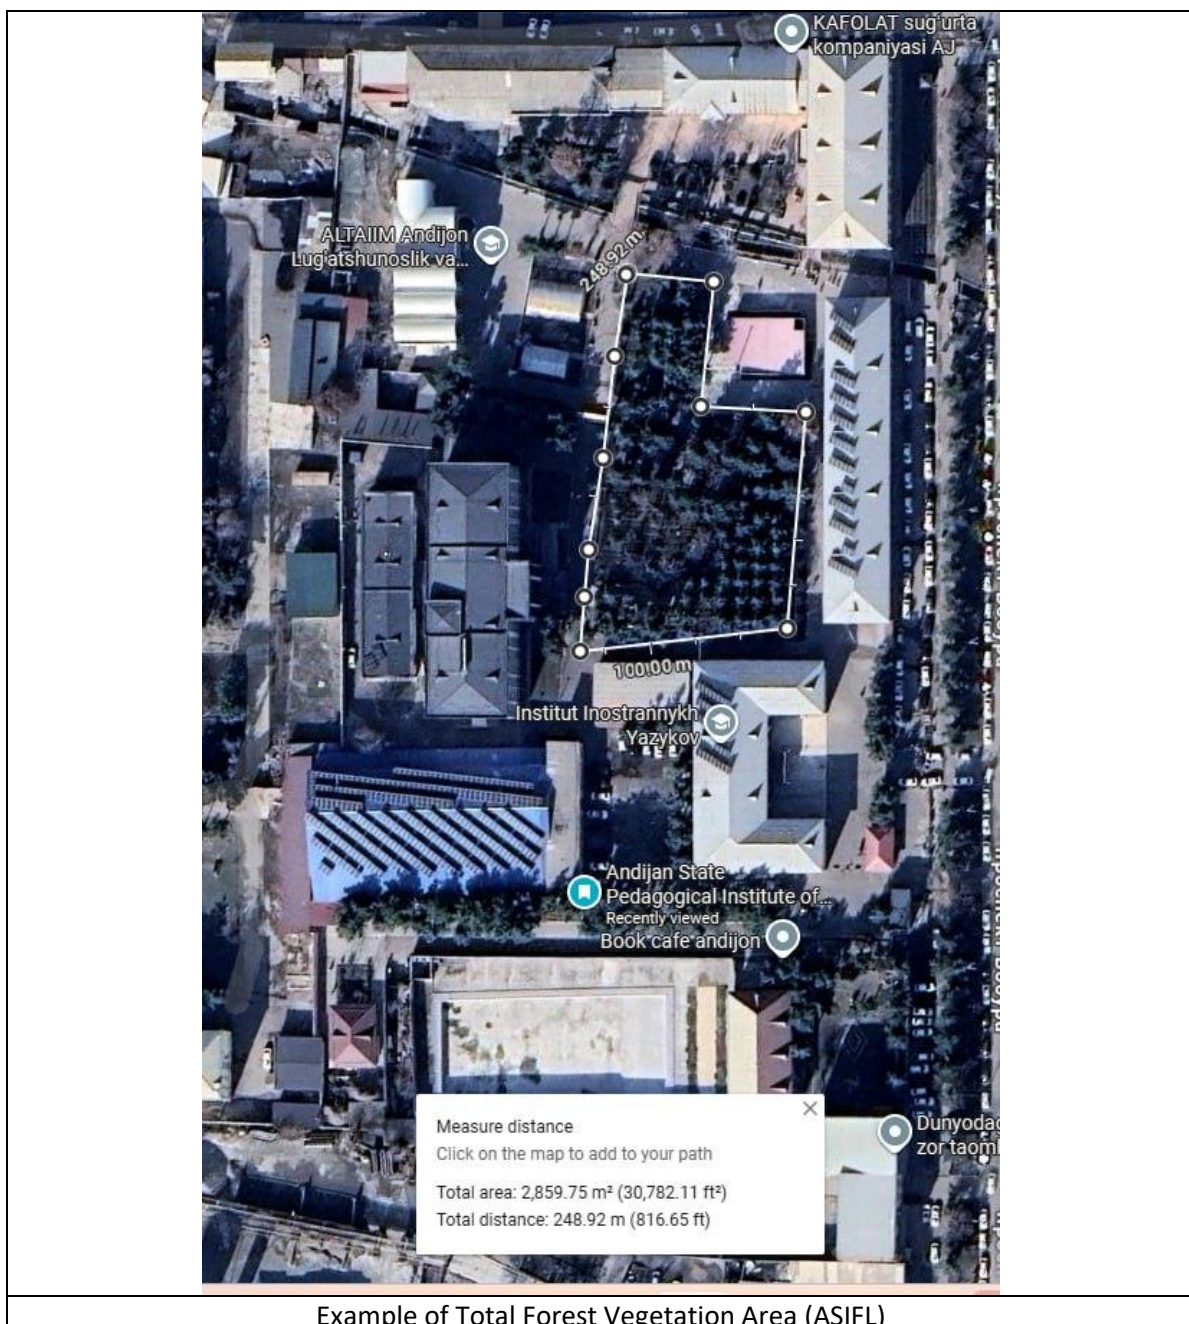 KAFOLAT sug'urta
kompaniyasi AJ
ALTAIIM Andijon
Lug'atshunoslik va...
248.92 m
100.00 m
Institut Inostrannykh
Yazykov
Andijan State
Pedagogical Institute of...
Recently viewed
Book cafe andijon
Dunyodag
zor taoml
Measure distance
Click on the map to add to your path
Total area: 2,859.75 m² (30,782.11 ft²)
Total distance: 248.92 m (816.65 ft)
Example of Total Forest Vegetation Area (ASIFL)